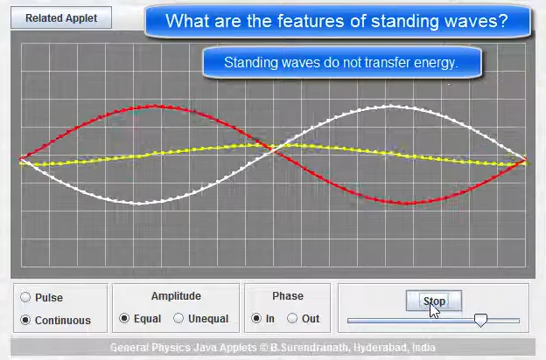 Related Applet
What are the features of standing waves?
Standing waves do not transfer energy.
Pulse
Continuous
Amplitude
Equal
Unequal
Phase
In
Out
Stop
General Physics Java Applets © B.Surendranath, Hyderabad, India